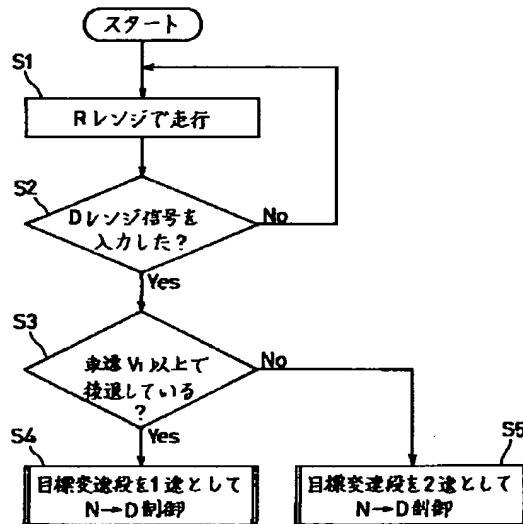 スタート
S1
Rレンジで走行
S2
Dレンジ信号を
入力した?
No
Yes
S3
車速V₁以上で
後退している
?
No
Yes
S4
目標変速段を1速として
N→D制御
S5
目標変速段を2速として
N→D制御